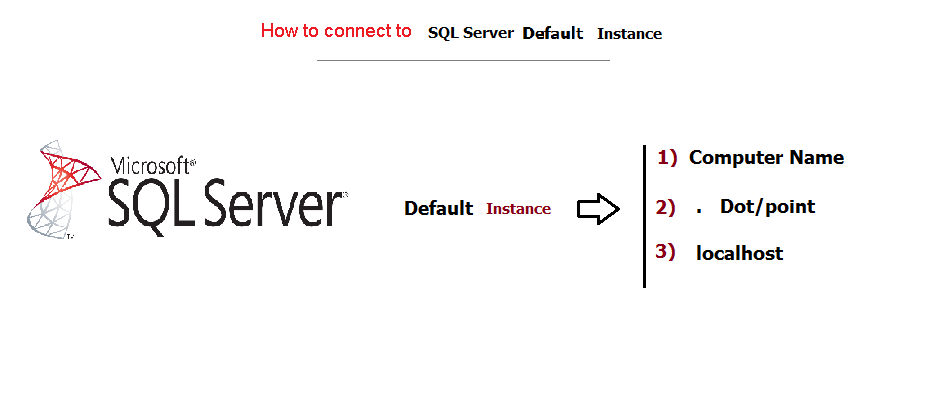 How to connect to SQL Server Default Instance
Microsoft®
SQL Server
TM
Default Instance
1) Computer Name
2) . Dot/point
3) localhost